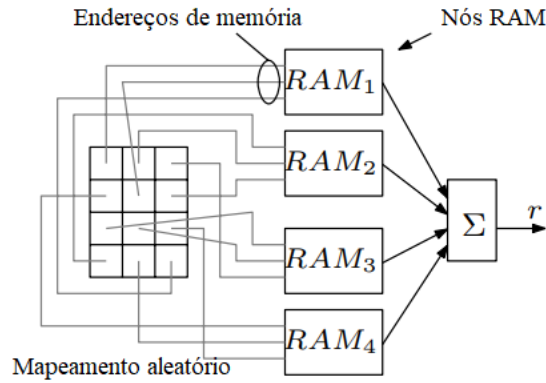 Endereços de memória
Nós RAM
RAM₁
RAM₂
RAM₃
RAM₄
Σ
r
Mapeamento aleatório